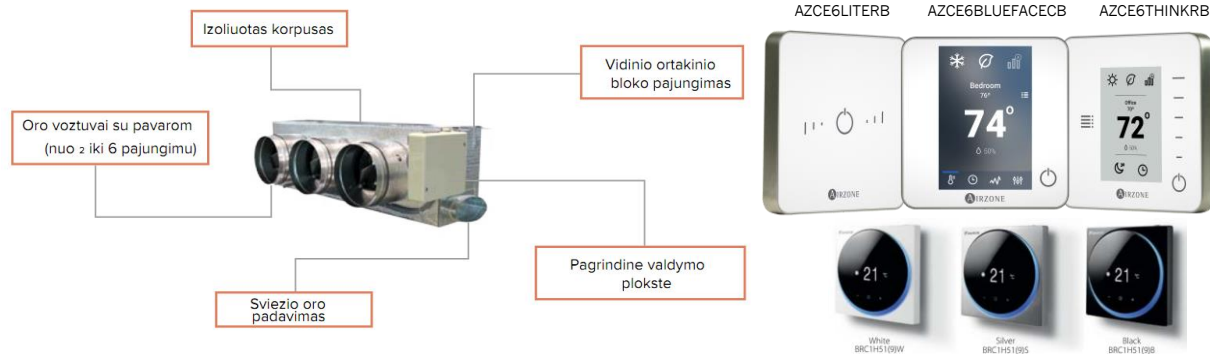 AZCE6LITERB AZCE6BLUEFACECB AZCE6THINKRB
Izoliuotas korpusas
Vidinio ortakinio
bloko pajungimas
Oro voztuvai su pavarom
(nuo 2 iki 6 pajungimu)
Pagrindine valdymo
plokste
Sviezio oro
padavimas
Bedroom
76°
74°
50%
AIRZONE
AIRZONE
Office
72°
AIRZONE
21 °c
21 °c
21 °c
White
BRC1H51(9)W
Silver
BRC1H51(9)S
Black
BRC1H51(9)B